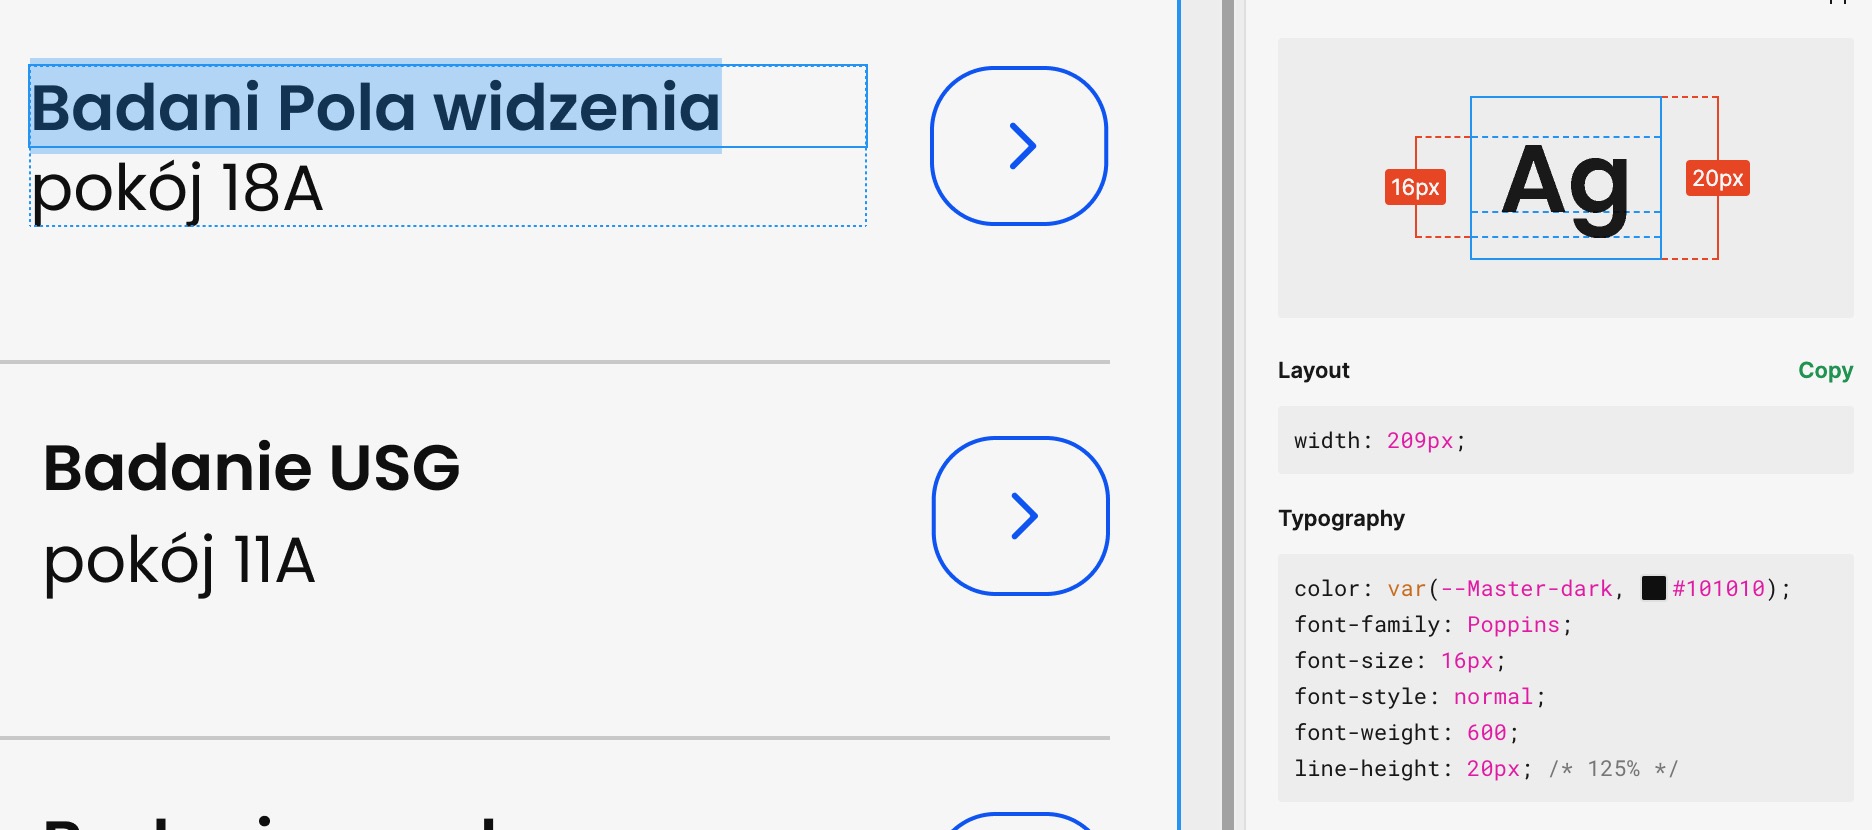 Badani Pola widzenia
pokój 18A
Badanie USG
pokój 11A
16px
Ag
20px
Layout
Copy
width: 209px;
Typography
color: var(--Master-dark, #101010);
font-family: Poppins;
font-size: 16px;
font-style: normal;
font-weight: 600;
line-height: 20px; /* 125% */